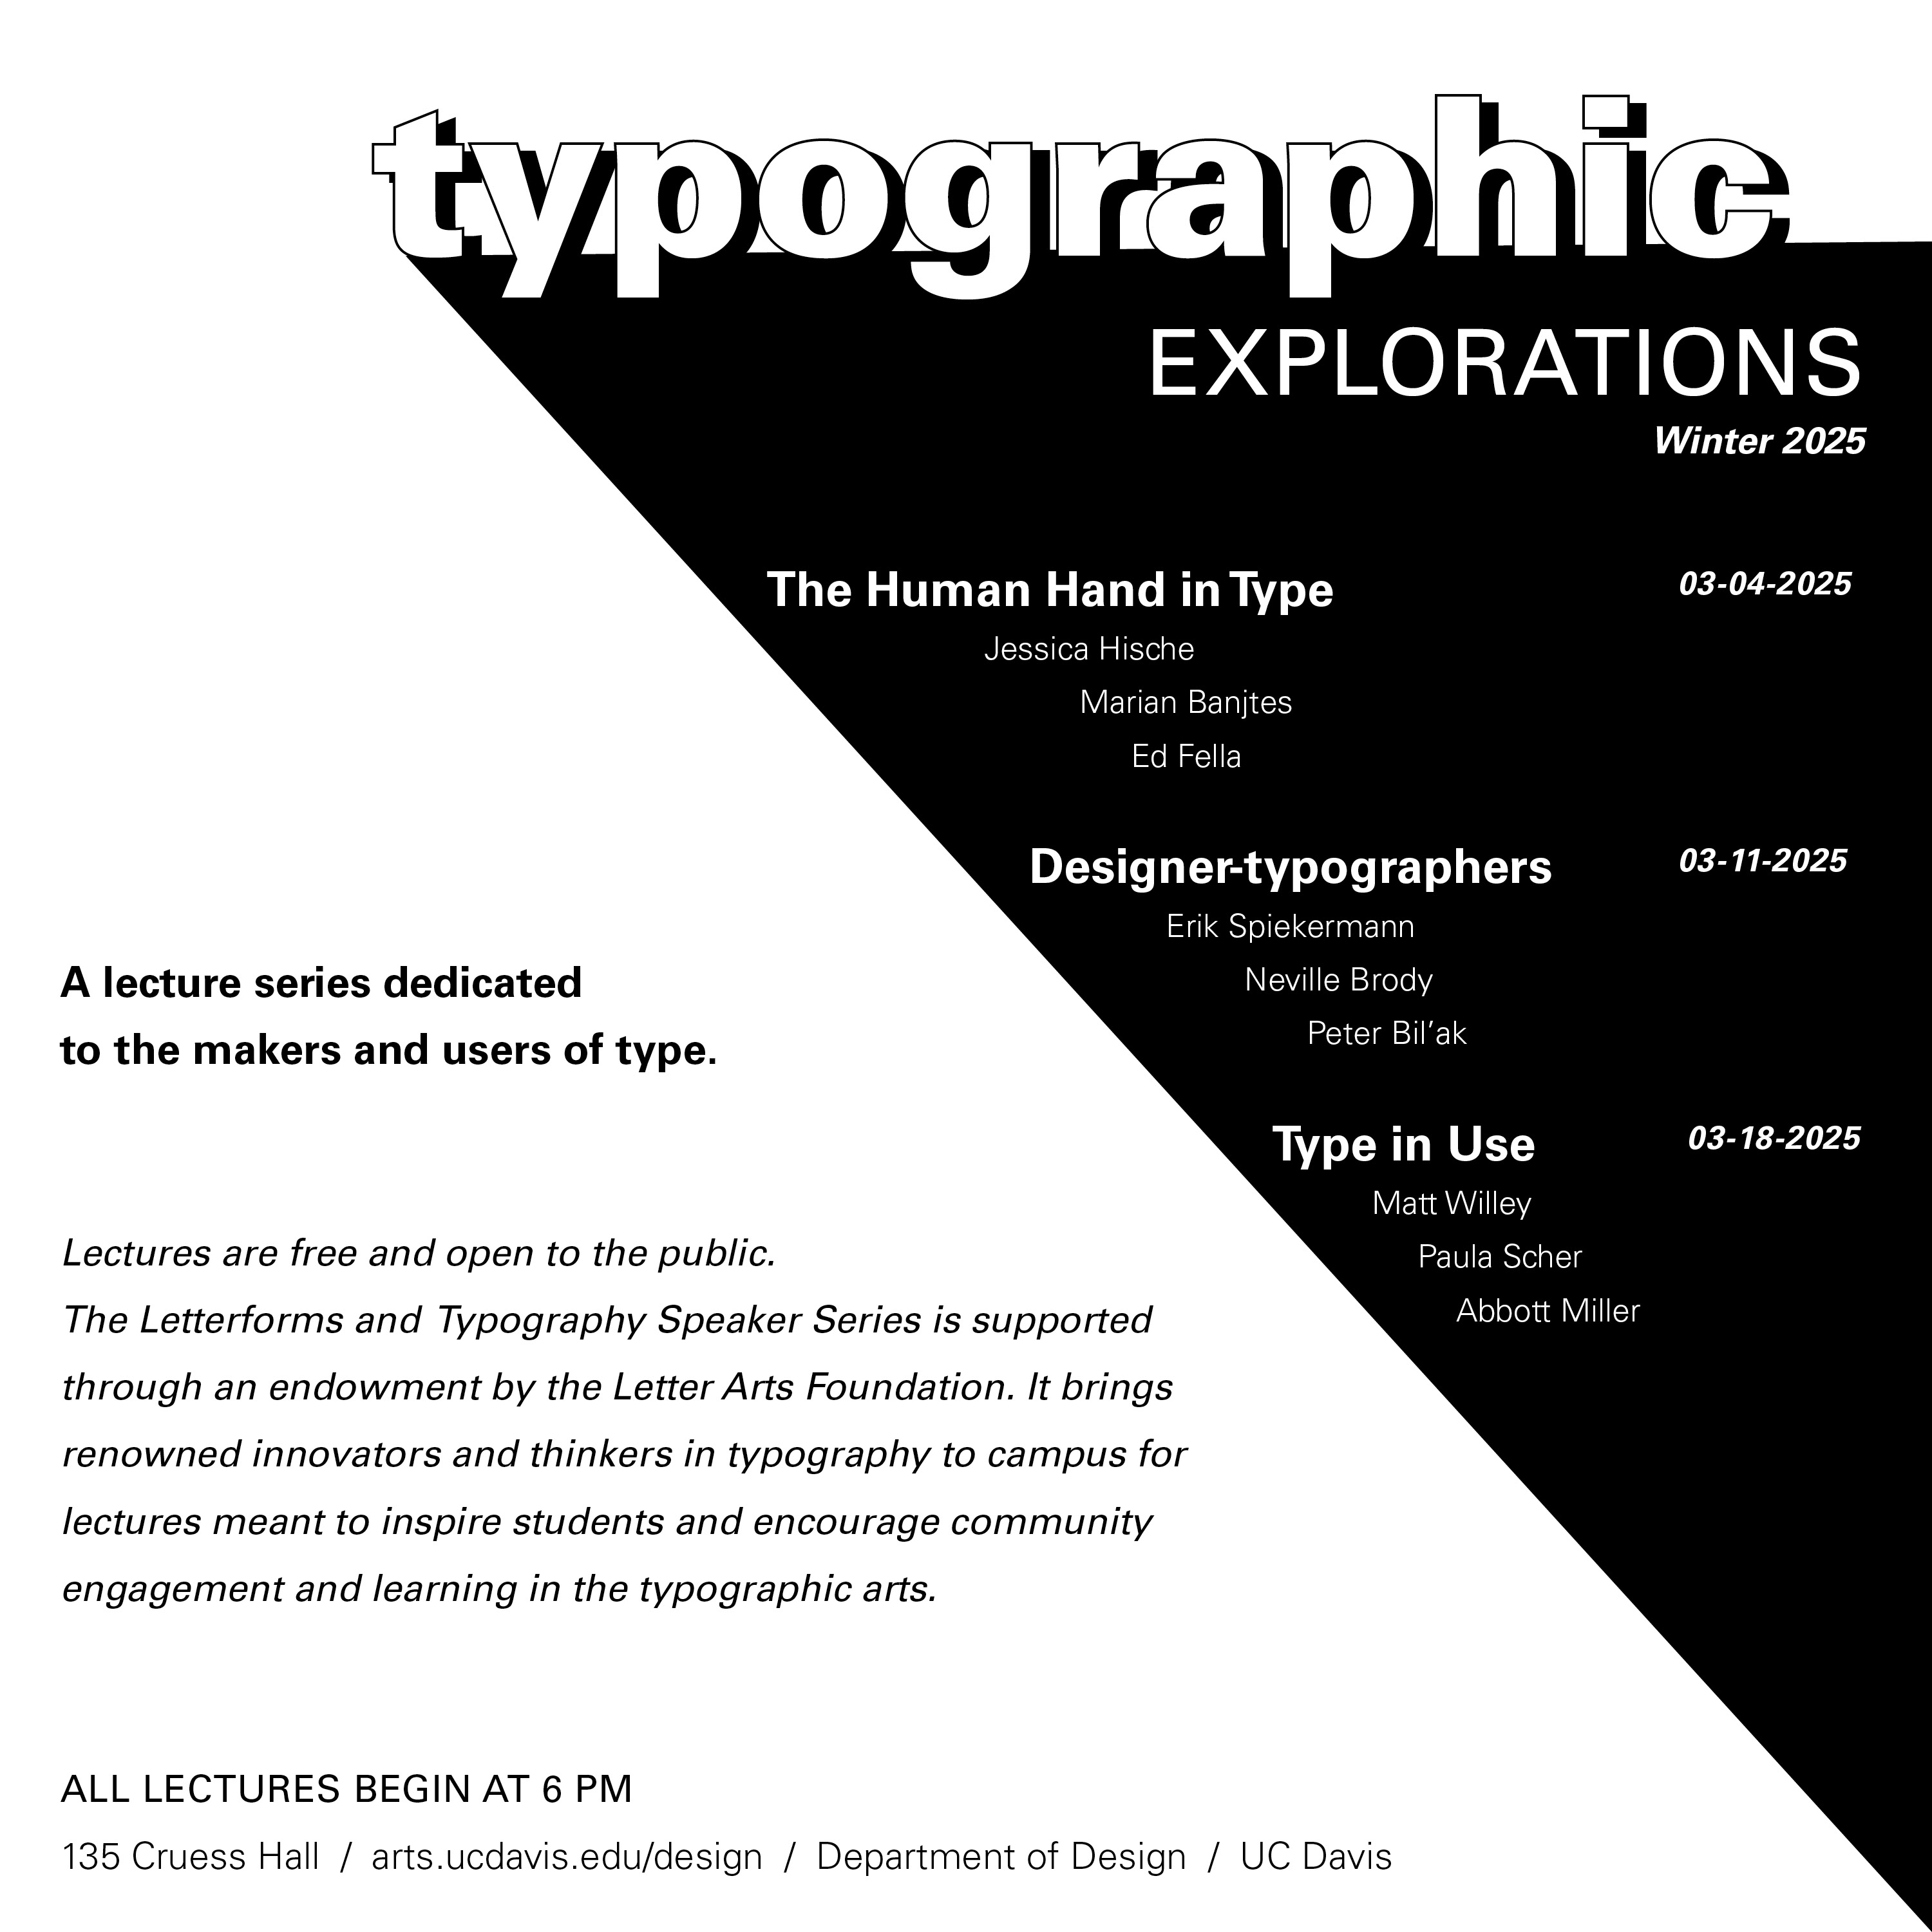 typographic
EXPLORATIONS
Winter 2025
The Human Hand in Type 03-04-2025
Jessica Hische
Marian Banjtes
Ed Fella
Designer-typographers 03-11-2025
Erik Spiekermann
Neville Brody
Peter Bil’ak
Type in Use 03-18-2025
Matt Willey
Paula Scher
Abbott Miller
A lecture series dedicated
to the makers and users of type.
Lectures are free and open to the public.
The Letterforms and Typography Speaker Series is supported
through an endowment by the Letter Arts Foundation. It brings
renowned innovators and thinkers in typography to campus for
lectures meant to inspire students and encourage community
engagement and learning in the typographic arts.
ALL LECTURES BEGIN AT 6 PM
135 Cruess Hall / arts.ucdavis.edu/design / Department of Design / UC Davis